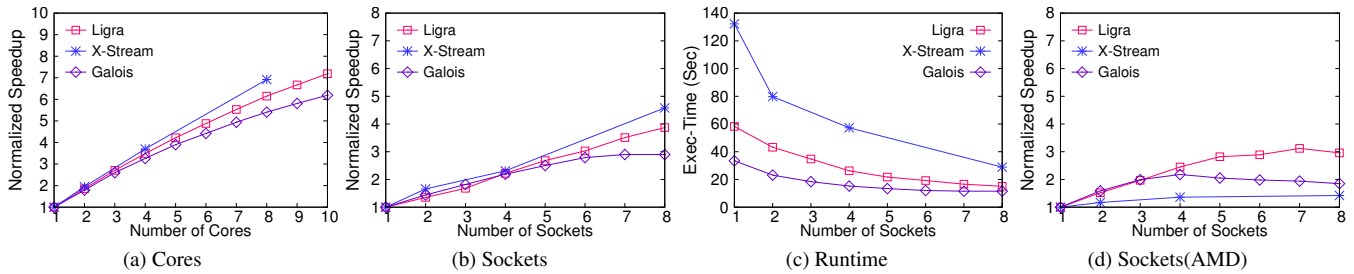 Normalized Speedup
10
9
8
7
6
5
4
3
2
1
Ligra
X-Stream
Galois
1 2 3 4 5 6 7 8 9 10
Number of Cores
(a) Cores
Normalized Speedup
8
7
6
5
4
3
2
1
Ligra
X-Stream
Galois
1 2 3 4 5 6 7 8
Number of Sockets
(b) Sockets
Exec-Time (Sec)
140
120
100
80
60
40
20
0
Ligra
X-Stream
Galois
1 2 3 4 5 6 7 8
Number of Sockets
(c) Runtime
Normalized Speedup
8
7
6
5
4
3
2
1
Ligra
X-Stream
Galois
1 2 3 4 5 6 7 8
Number of Sockets
(d) Sockets(AMD)